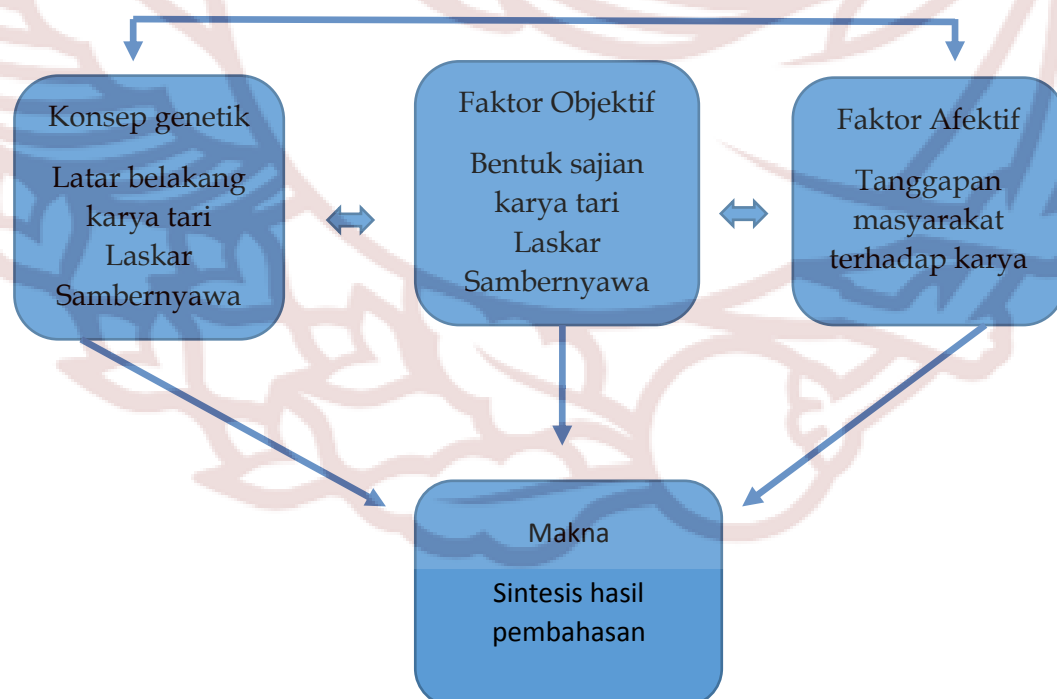 Konsep genetik
Latar belakang
karya tari
Laskar
Sambernyawa
Faktor Objektif
Bentuk sajian
karya tari
Laskar
Sambernyawa
Faktor Afektif
Tanggapan
masyarakat
terhadap karya
Makna
Sintesis hasil
pembahasan